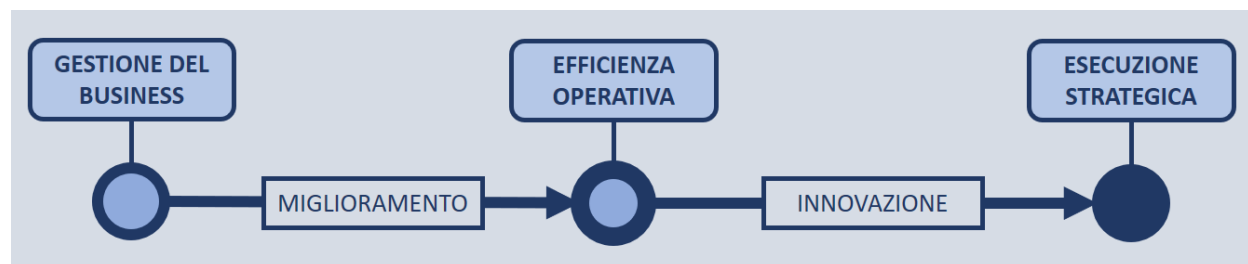 GESTIONE DEL
BUSINESS
EFFICIENZA
OPERATIVA
ESECUZIONE
STRATEGICA
MIGLIORAMENTO
INNOVAZIONE